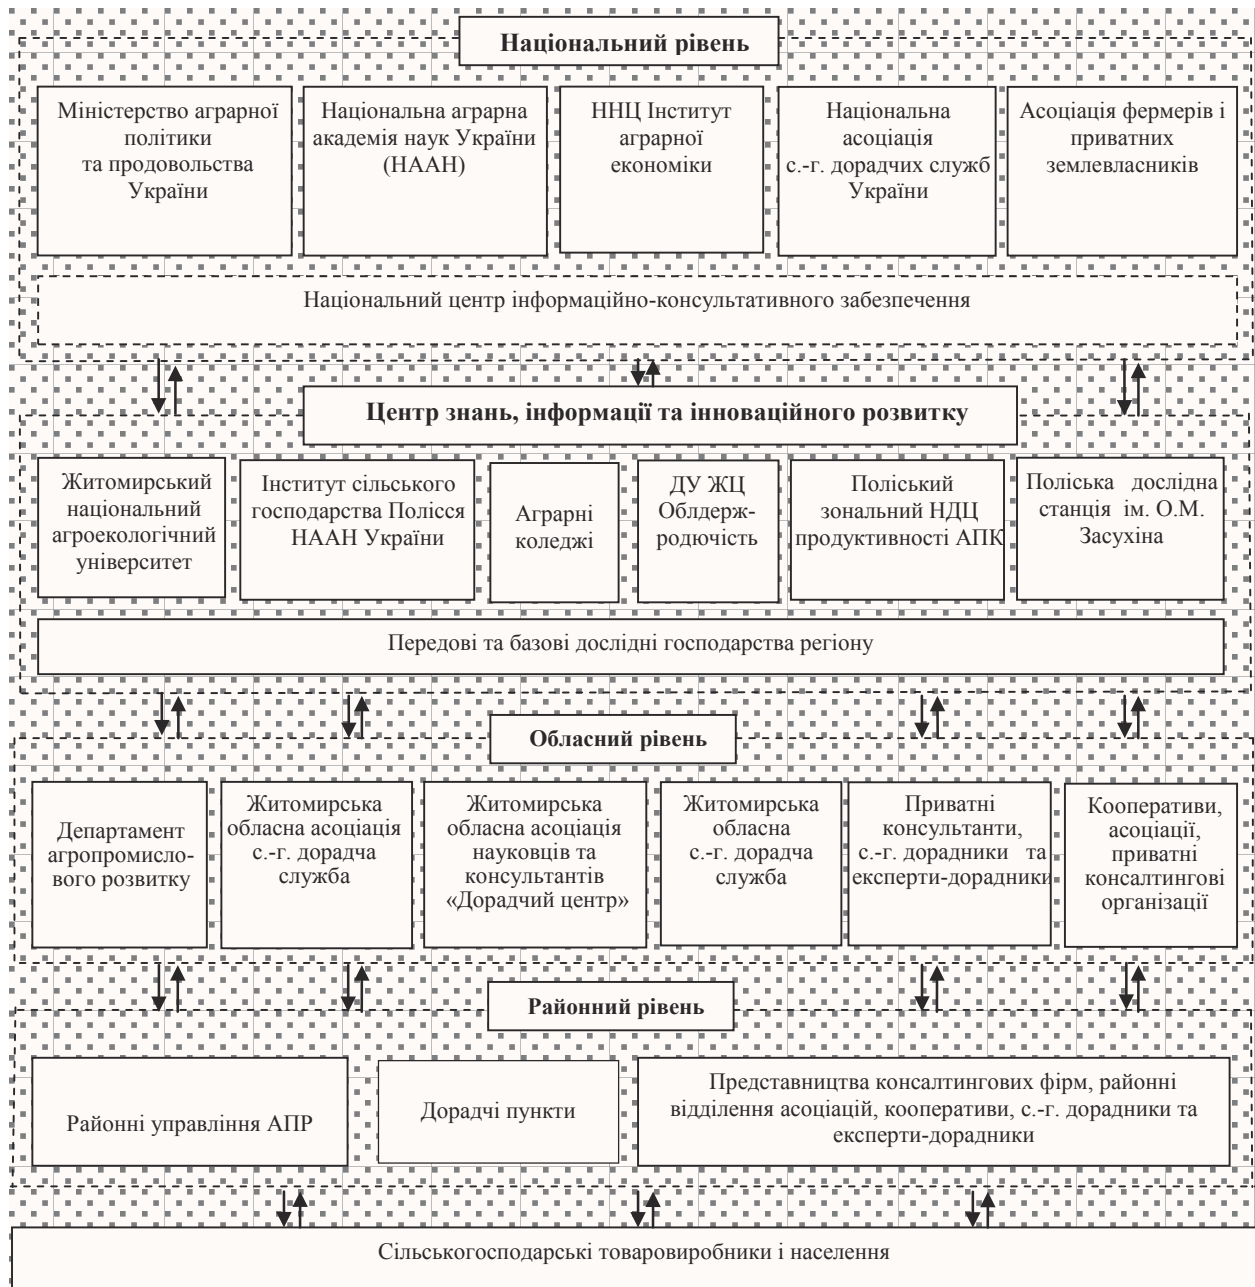 Національний рівень
Міністерство аграрної
політики
та продовольства
України
Національна аграрна
академія наук України
(НААН)
ННЦ Інститут
аграрної
економіки
Національна
асоціація
с.-г. дорадчих служб
України
Асоціація фермерів і
приватних
землевласників
Національний центр інформаційно-консультативного забезпечення
Центр знань, інформації та інноваційного розвитку
Житомирський
національний
агроекологічний
університет
Інститут сільського
господарства Полісся
НААН України
Аграрні
коледжі
ДУ ЖЦ
Облдерж-
родючість
Поліський
зональний НДЦ
продуктивності АПК
Поліська дослідна
станція ім. О.М.
Засухіна
Передові та базові дослідні господарства регіону
Обласний рівень
Департамент
агропромисло-
вого розвитку
Житомирська
обласна асоціація
с.-г. дорадча
служба
Житомирська
обласна асоціація
науковців та
консультантів
«Дорадчий центр»
Житомирська
обласна
с.-г. дорадча
служба
Приватні
консультанти,
с.-г. дорадники та
експерти-дорадники
Кооперативи,
асоціації,
приватні
консалтингові
організації
Районний рівень
Районні управління АПР
Дорадчі пункти
Представництва консалтингових фірм, районні
відділення асоціацій, кооперативи, с.-г. дорадники та
експерти-дорадники
Сільськогосподарські товаровиробники і населення